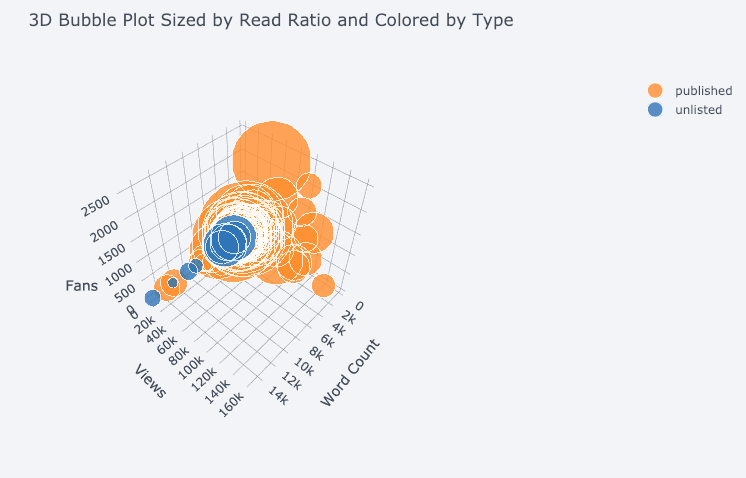 3D Bubble Plot Sized by Read Ratio and Colored by Type
published
unlisted
2500
2000
1500
1000
500
0
Fans
0
20k
40k
60k
80k
100k
120k
140k
160k
Views
0
2k
4k
6k
8k
10k
12k
14k
Word Count